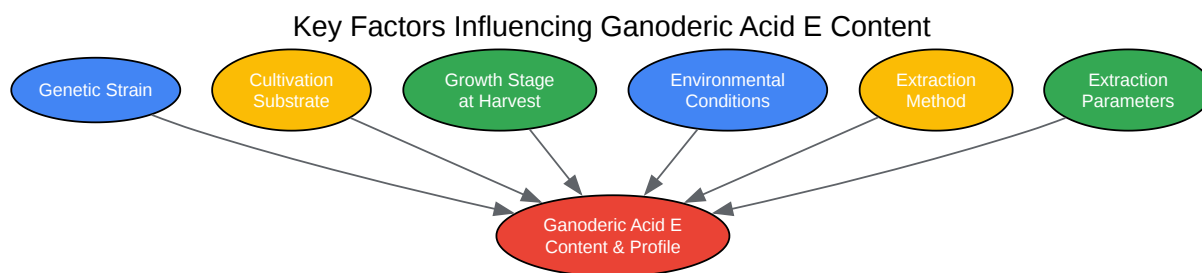 Key Factors Influencing Ganoderic Acid E Content
Genetic Strain
Cultivation
Substrate
Growth Stage
at Harvest
Environmental
Conditions
Extraction
Method
Extraction
Parameters
Ganoderic Acid E
Content & Profile